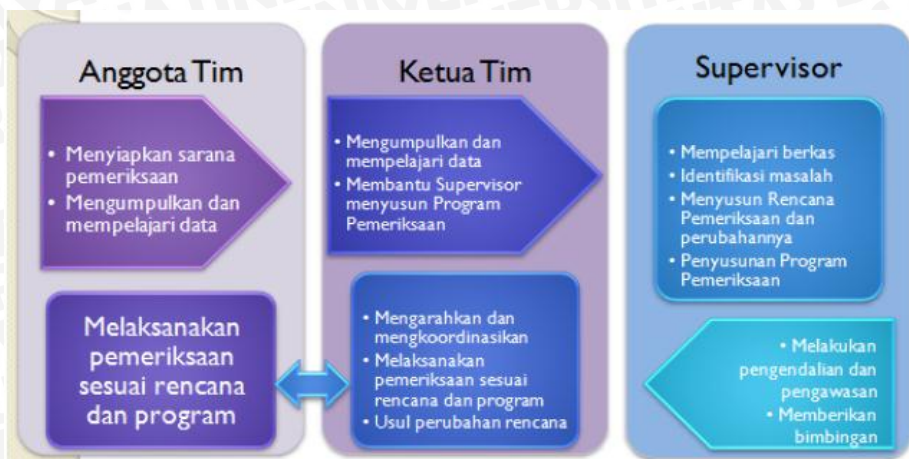 Anggota Tim
• Menyiapkan sarana
pemeriksaan
• Mengumpulkan dan
mempelajari data
Melaksanakan
pemeriksaan
sesuai rencana
dan program
Ketua Tim
• Mengumpulkan dan
mempelajari data
• Membantu Supervisor
menyusun Program
Pemeriksaan
• Mengarahkan dan
mengkoordinasikan
• Melaksanakan
pemeriksaan sesuai
rencana dan program
• Usul perubahan rencana
Supervisor
• Mempelajari berkas
• Identifikasi masalah
• Menyusun Rencana
Pemeriksaan dan
perubahannya
• Penyusunan Program
Pemeriksaan
• Melakukan
pengendalian dan
pengawasan
• Memberikan
bimbingan